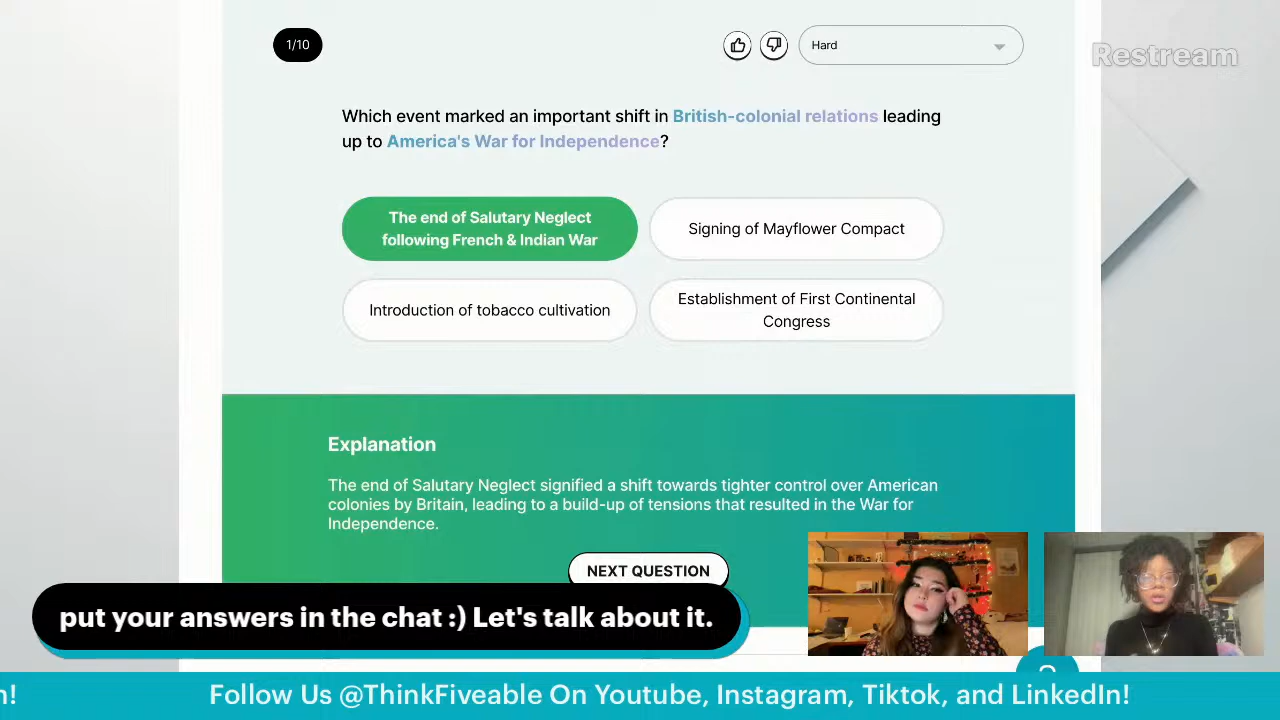 1/10
Hard
Restream
Which event marked an important shift in British-colonial relations leading
up to America's War for Independence?
The end of Salutary Neglect
following French & Indian War
Signing of Mayflower Compact
Introduction of tobacco cultivation
Establishment of First Continental
Congress
Explanation
The end of Salutary Neglect signified a shift towards tighter control over American
colonies by Britain, leading to a build-up of tensions that resulted in the War for
Independence.
NEXT QUESTION
put your answers in the chat :) Let's talk about it.
n! Follow Us @ThinkFiveable On Youtube, Instagram, Tiktok, and LinkedIn!